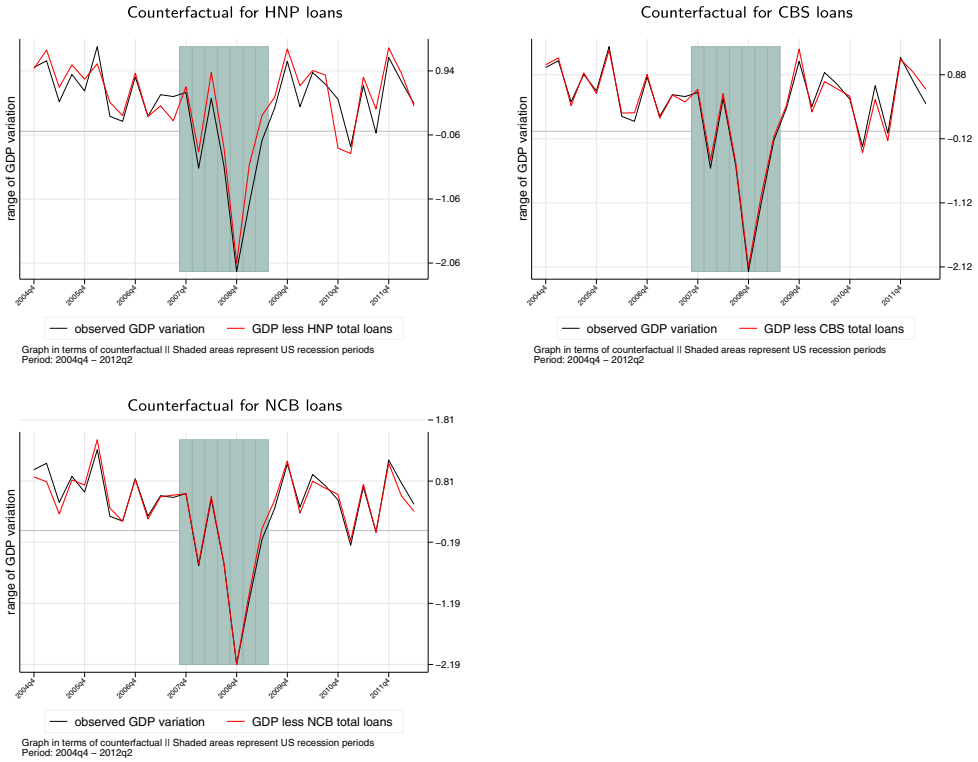 Counterfactual for HNP loans
range of GDP variation
0.94
−0.06
−1.06
−2.06
2004q4
2005q4
2006q4
2007q4
2008q4
2009q4
2010q4
2011q4
observed GDP variation
GDP less HNP total loans
Graph in terms of counterfactual || Shaded areas represent US recession periods
Period: 2004q4 − 2012q2
Counterfactual for CBS loans
range of GDP variation
0.88
−0.12
−1.12
−2.12
2004q4
2005q4
2006q4
2007q4
2008q4
2009q4
2010q4
2011q4
observed GDP variation
GDP less CBS total loans
Graph in terms of counterfactual || Shaded areas represent US recession periods
Period: 2004q4 − 2012q2
Counterfactual for NCB loans
range of GDP variation
1.81
0.81
−0.19
−1.19
−2.19
2004q4
2005q4
2006q4
2007q4
2008q4
2009q4
2010q4
2011q4
observed GDP variation
GDP less NCB total loans
Graph in terms of counterfactual || Shaded areas represent US recession periods
Period: 2004q4 − 2012q2